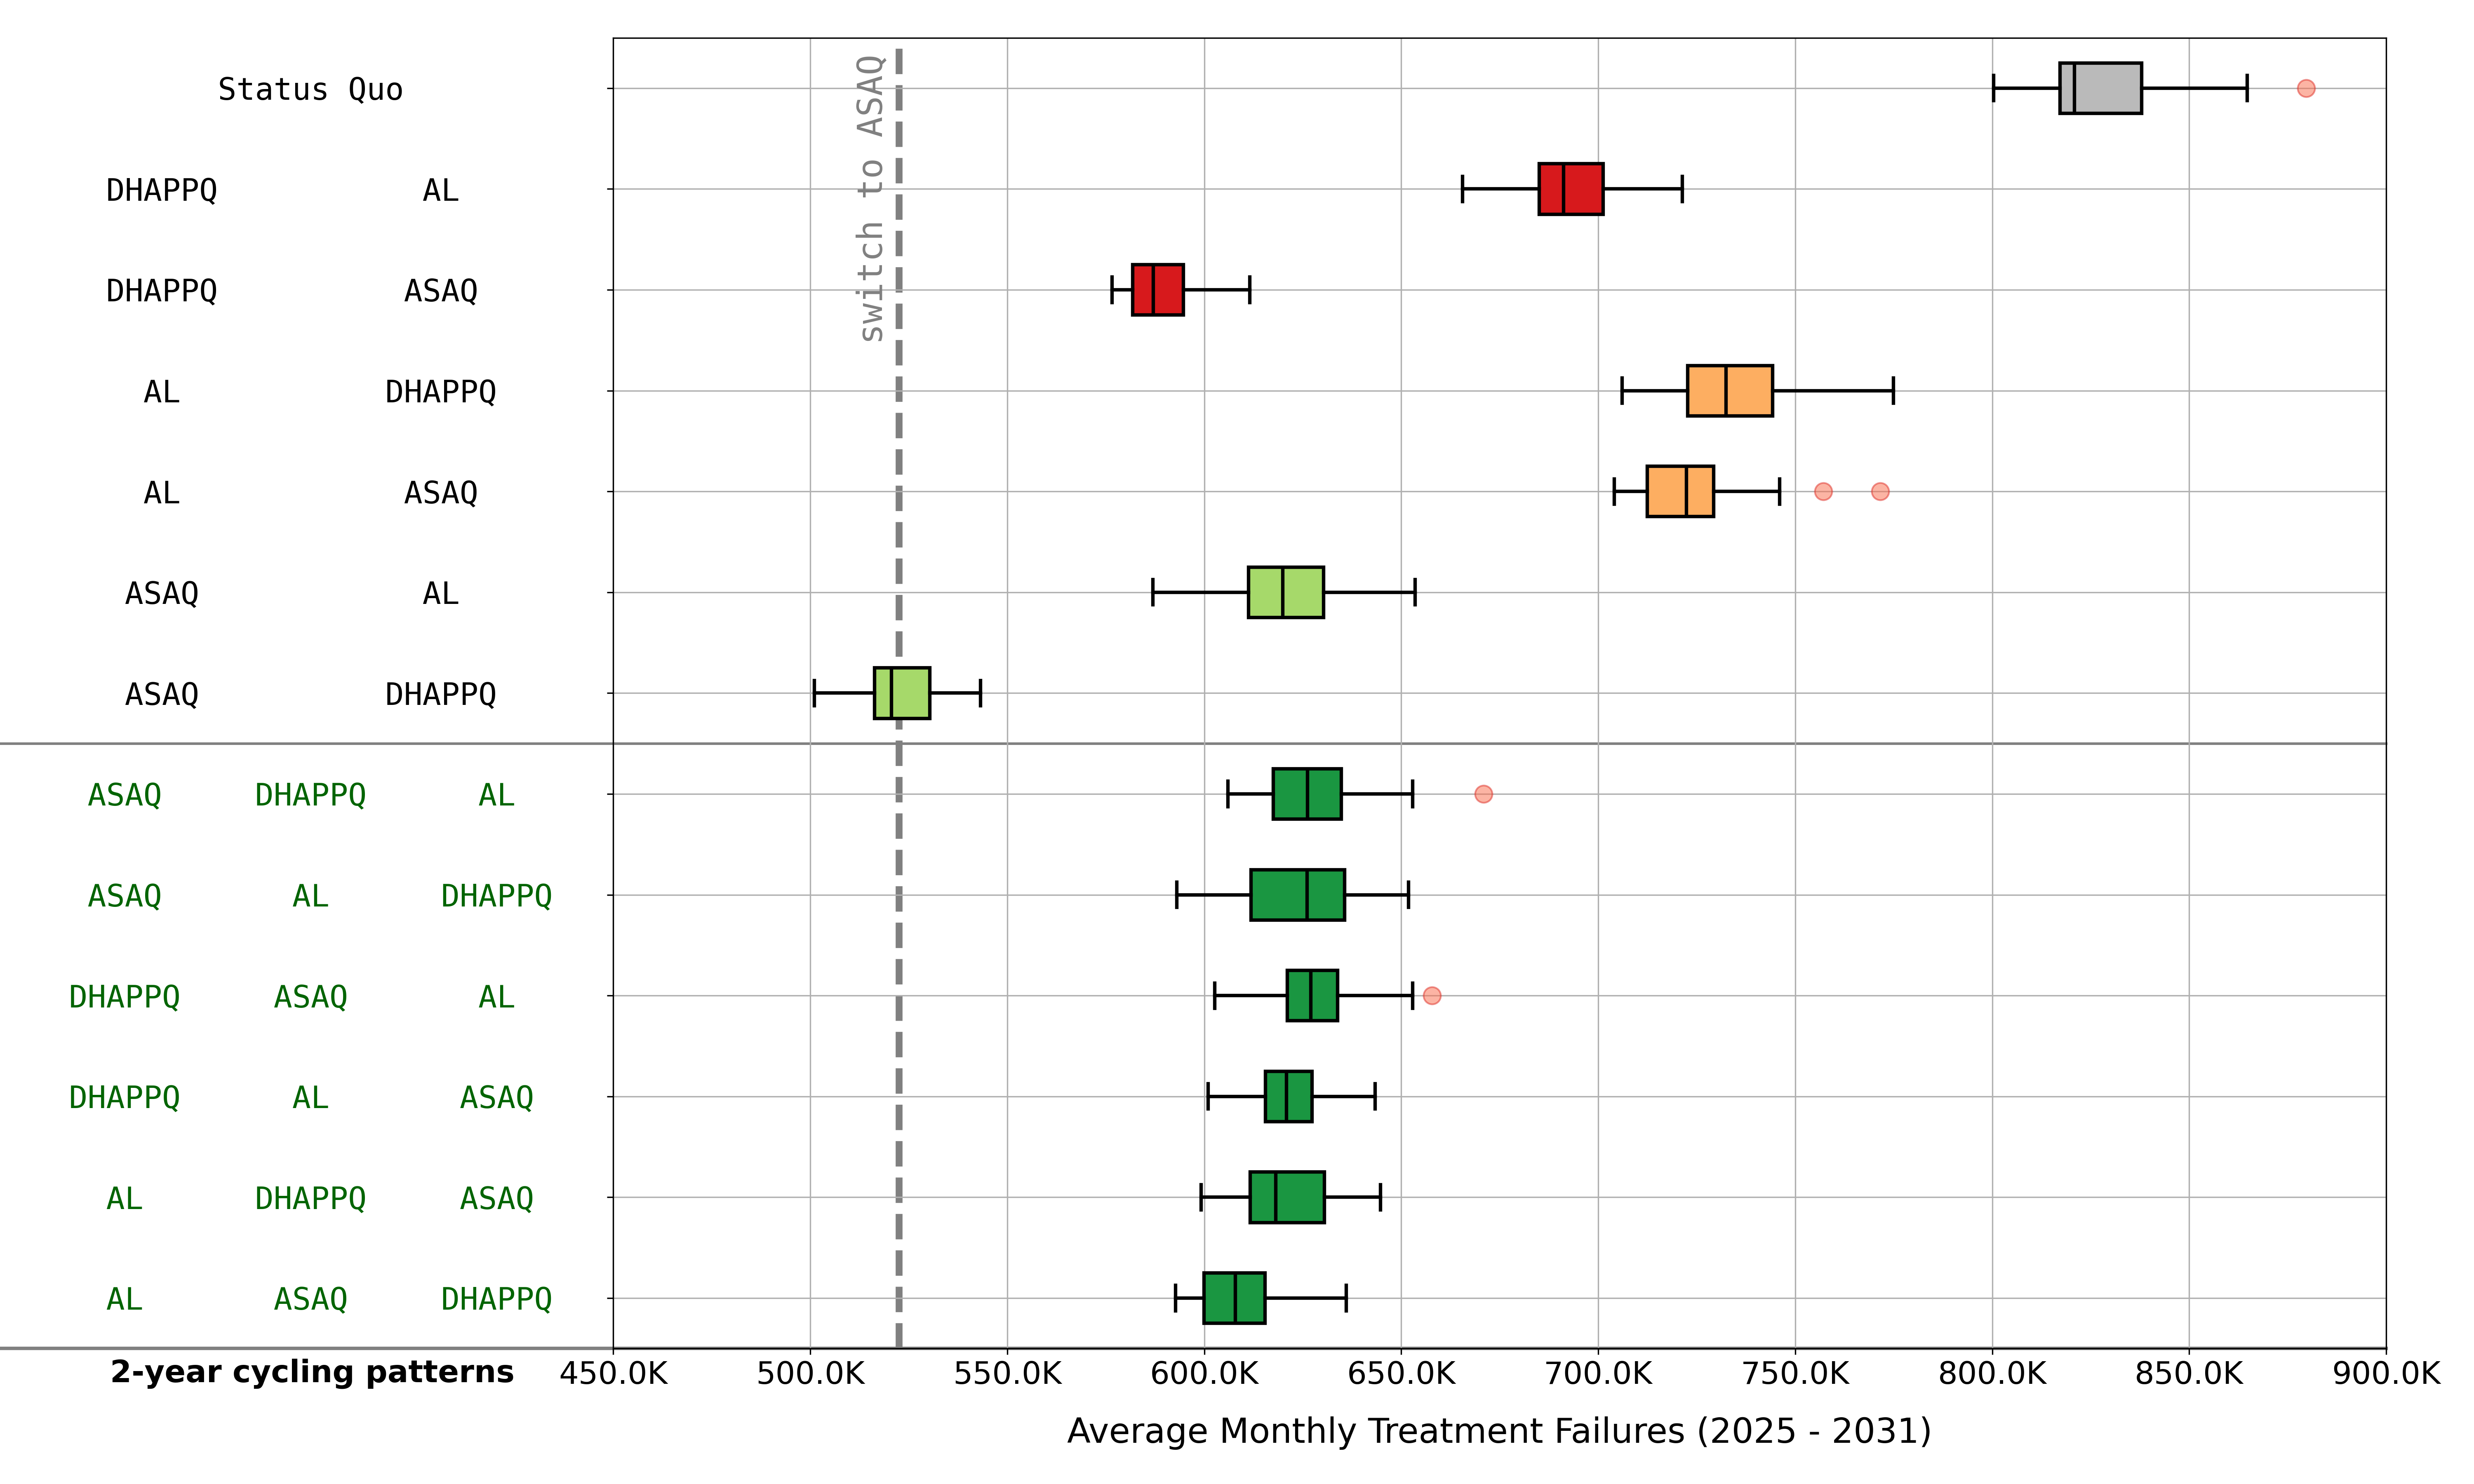 Status Quo
switch to ASAQ
DHAPPQ AL
DHAPPQ ASAQ
AL DHAPPQ
AL ASAQ
ASAQ AL
ASAQ DHAPPQ
ASAQ DHAPPQ AL
ASAQ AL DHAPPQ
DHAPPQ ASAQ AL
DHAPPQ AL ASAQ
AL DHAPPQ ASAQ
AL ASAQ DHAPPQ
2-year cycling patterns 450.0K 500.0K 550.0K 600.0K 650.0K 700.0K 750.0K 800.0K 850.0K 900.0K
Average Monthly Treatment Failures (2025 - 2031)